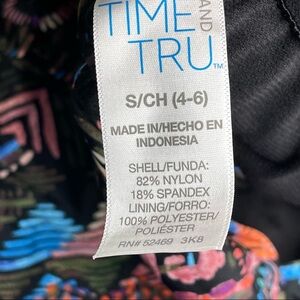 TIME
AND
TRU™
S/CH (4-6)
MADE IN/HECHO EN
INDONESIA
SHELL/FUNDA:
82% NYLON
18% SPANDEX
LINING/FORRO:
100% POLYESTER/
POLIÉSTER
RN# 52469 3K8